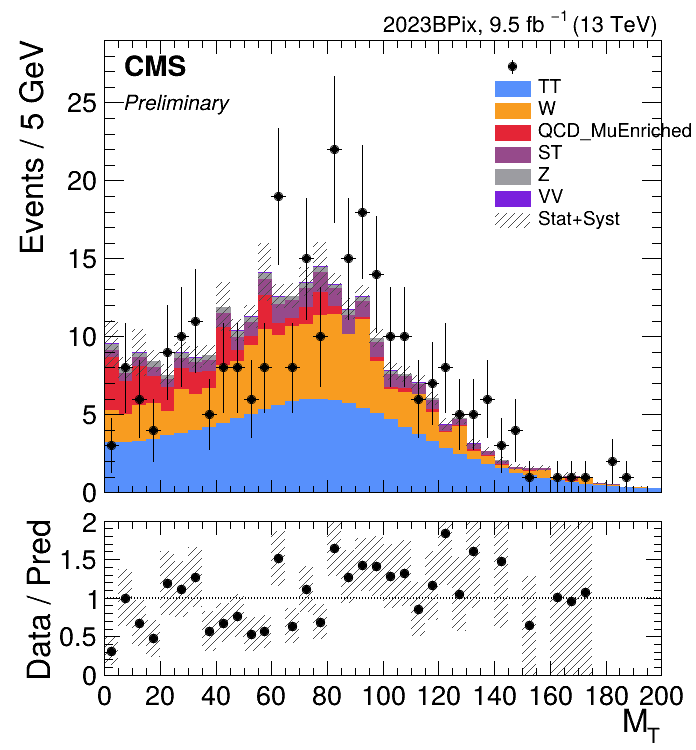 2023BPix, 9.5 fb⁻¹ (13 TeV)
CMS
Preliminary
TT
W
QCD_MuEnriched
ST
Z
VV
Stat+Syst
Events / 5 GeV
25
20
15
10
5
0
Data / Pred
2
1.5
1
0.5
0
0 20 40 60 80 100 120 140 160 180 200
M_T